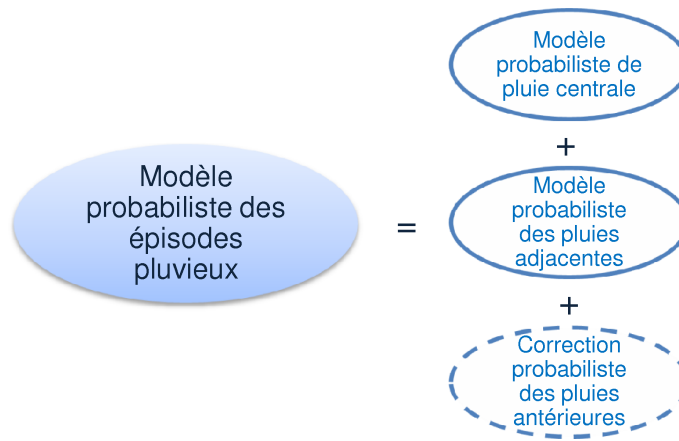 Modèle
probabiliste des
épisodes
pluvieux
=
Modèle
probabiliste de
pluie centrale
+
Modèle
probabiliste
des pluies
adjacentes
+
Correction
probabiliste
des pluies
antérieures